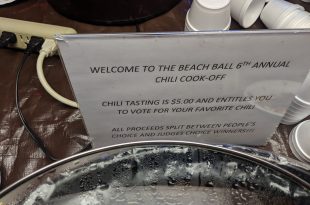 WELCOME TO THE BEACH BALL 6TH ANNUAL
CHILI COOK-OFF
CHILI TASTING IS $5.00 AND ENTITLES YOU
TO VOTE FOR YOUR FAVORITE CHILI
ALL PROCEEDS SPLIT BETWEEN PEOPLE'S
CHOICE AND JUDGES CHOICE WINNERS!!!